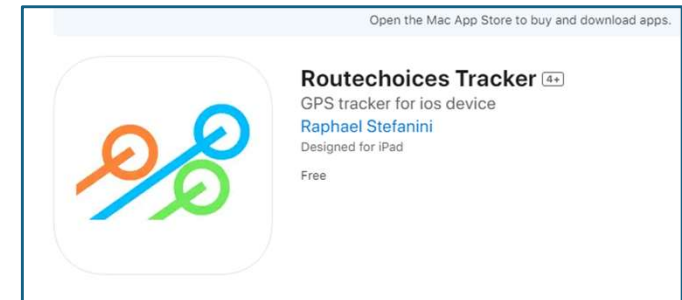 Open the Mac App Store to buy and download apps.
Routechoices Tracker 4+
GPS tracker for ios device
Raphael Stefanini
Designed for iPad
Free